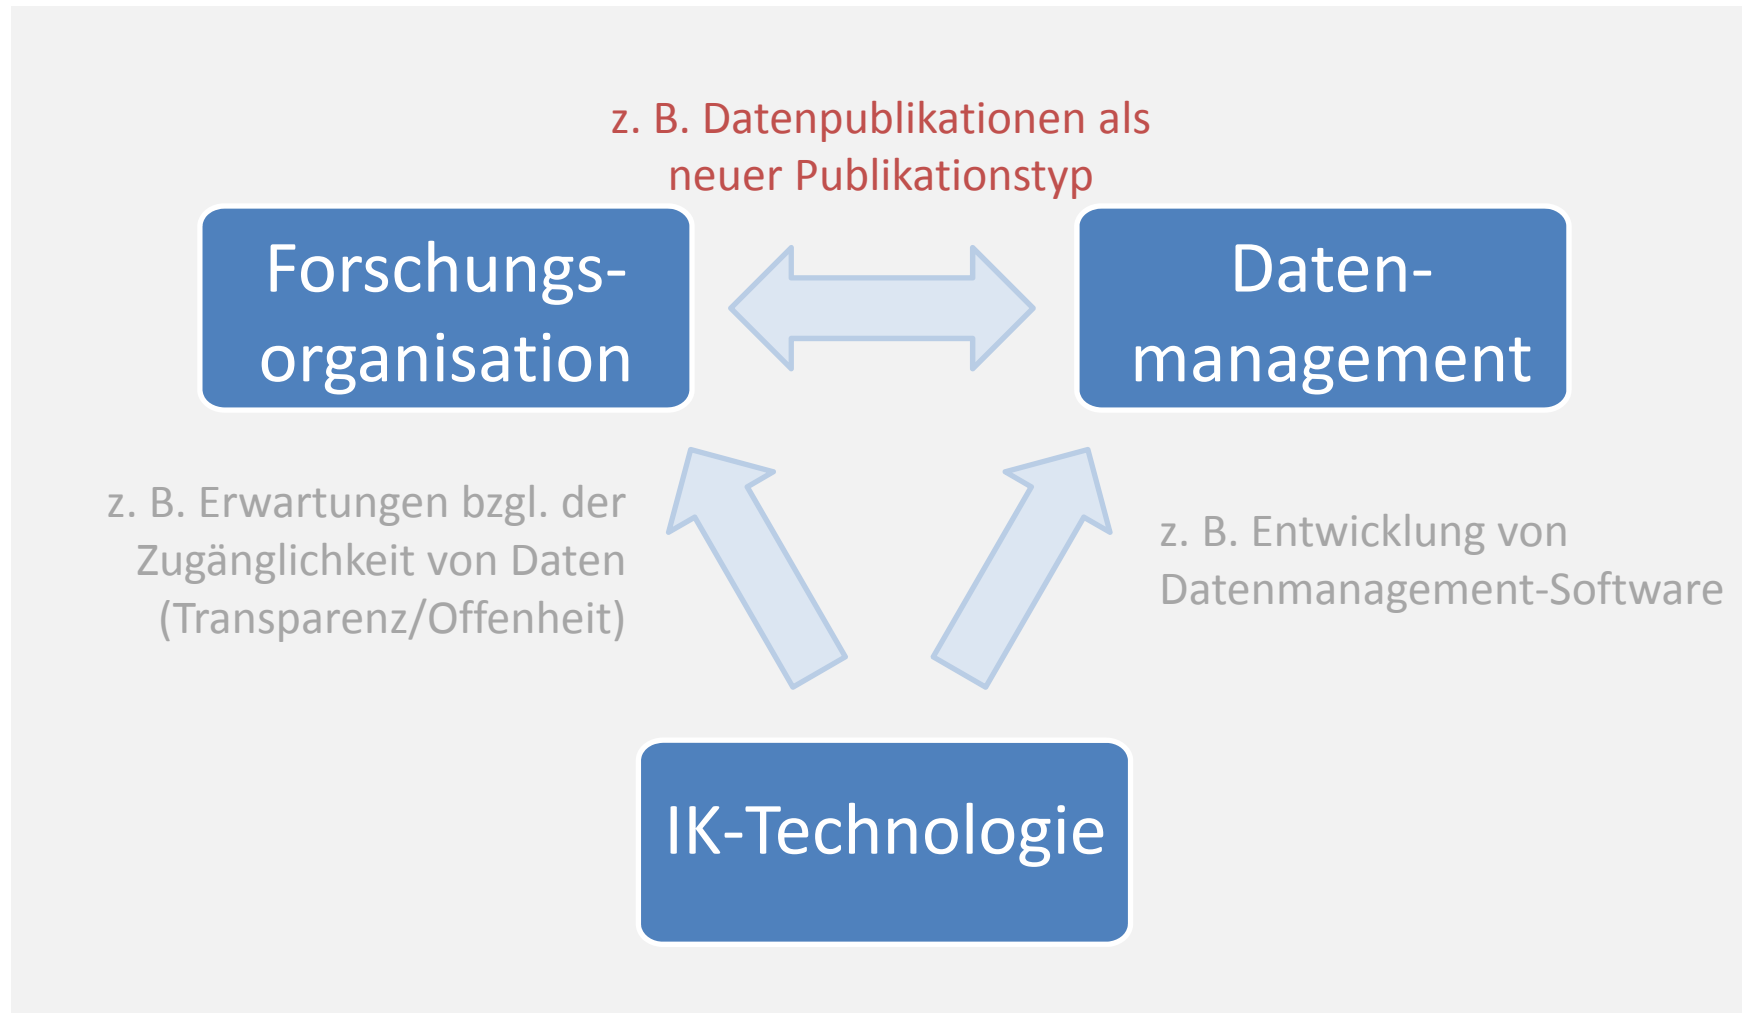 z. B. Datenpublikationen als
neuer Publikationstyp
Forschungs-
organisation
Daten-
management
z. B. Erwartungen bzgl. der
Zugänglichkeit von Daten
(Transparenz/Offenheit)
z. B. Entwicklung von
Datenmanagement-Software
IK-Technologie